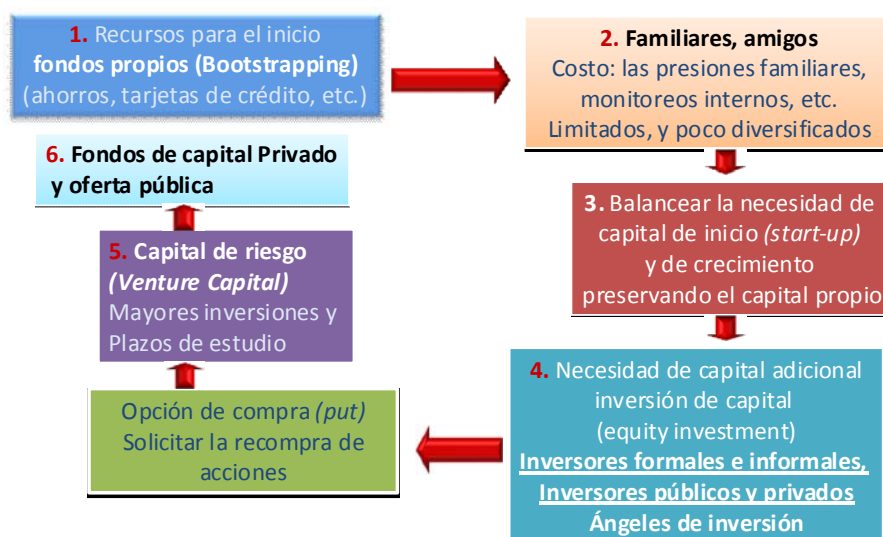 1. Recursos para el inicio
fondos propios (Bootstrapping)
(ahorros, tarjetas de crédito, etc.)
2. Familiares, amigos
Costo: las presiones familiares,
monitoreos internos, etc.
Limitados, y poco diversificados
3. Balancear la necesidad de
capital de inicio (start-up)
y de crecimiento
preservando el capital propio
4. Necesidad de capital adicional
inversión de capital
(equity investment)
Inversores formales e informales,
Inversores públicos y privados
Ángeles de inversión
Opción de compra (put)
Solicitar la recompra de
acciones
5. Capital de riesgo
(Venture Capital)
Mayores inversiones y
Plazos de estudio
6. Fondos de capital Privado
y oferta pública